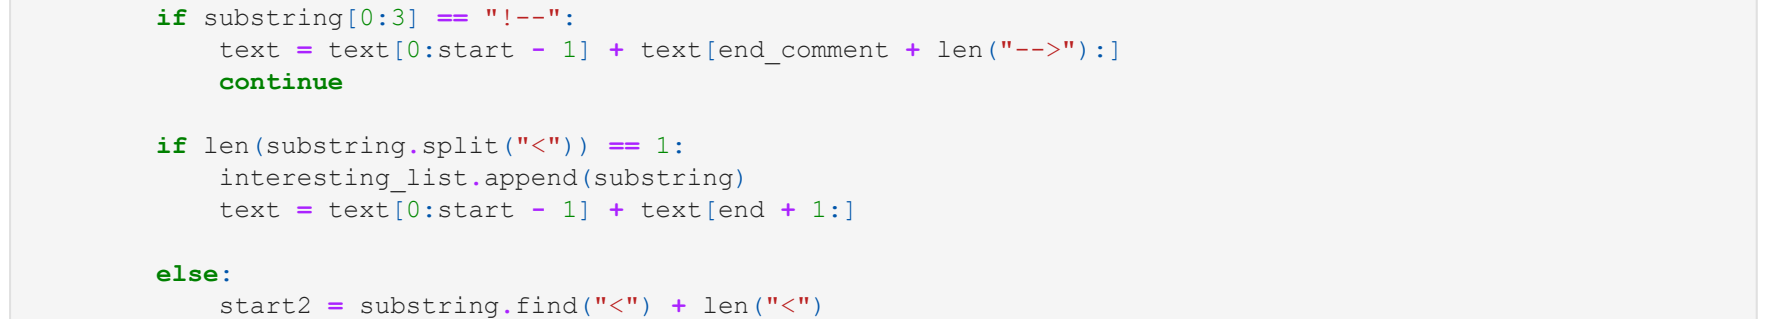 if substring[0:3] == "!--":
text = text[0:start - 1] + text[end_comment + len("-->"):]
continue
if len(substring.split("<")) == 1:
interesting_list.append(substring)
text = text[0:start - 1] + text[end + 1:]
else:
start2 = substring.find("<") + len("<")